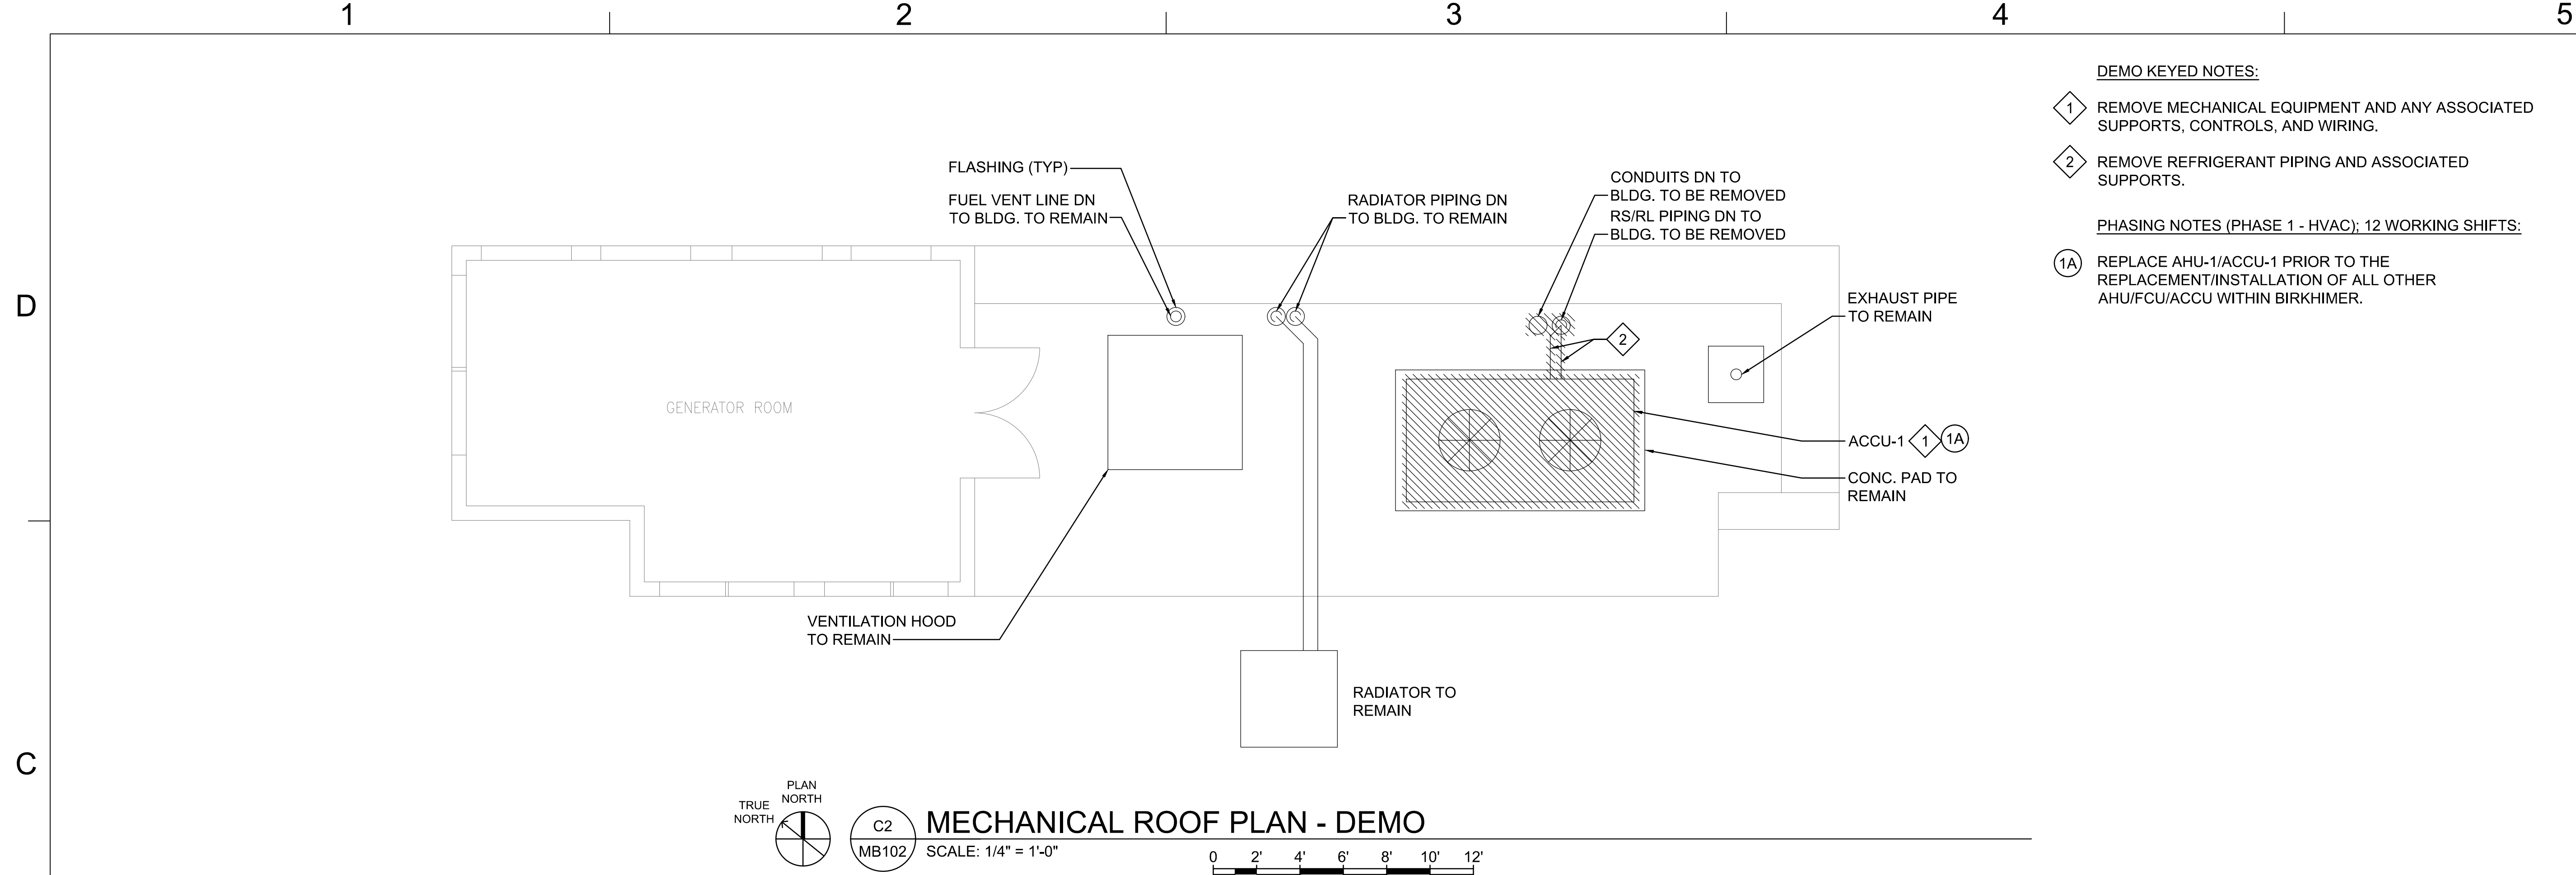 1
2
3
4
5
D
C
DEMO KEYED NOTES:
1
REMOVE MECHANICAL EQUIPMENT AND ANY ASSOCIATED
SUPPORTS, CONTROLS, AND WIRING.
2
REMOVE REFRIGERANT PIPING AND ASSOCIATED
SUPPORTS.
PHASING NOTES (PHASE 1 - HVAC); 12 WORKING SHIFTS:
1A
REPLACE AHU-1/ACCU-1 PRIOR TO THE
REPLACEMENT/INSTALLATION OF ALL OTHER
AHU/FCU/ACCU WITHIN BIRKHIMER.
FLASHING (TYP)
FUEL VENT LINE DN
TO BLDG. TO REMAIN
RADIATOR PIPING DN
TO BLDG. TO REMAIN
CONDUITS DN TO
BLDG. TO BE REMOVED
RS/RL PIPING DN TO
BLDG. TO BE REMOVED
2
EXHAUST PIPE
TO REMAIN
GENERATOR ROOM
ACCU-1 1 1A
CONC. PAD TO
REMAIN
VENTILATION HOOD
TO REMAIN
RADIATOR TO
REMAIN
PLAN
NORTH
TRUE
NORTH
C2
MB102
MECHANICAL ROOF PLAN - DEMO
SCALE: 1/4" = 1'-0"
0 2' 4' 6' 8' 10' 12'